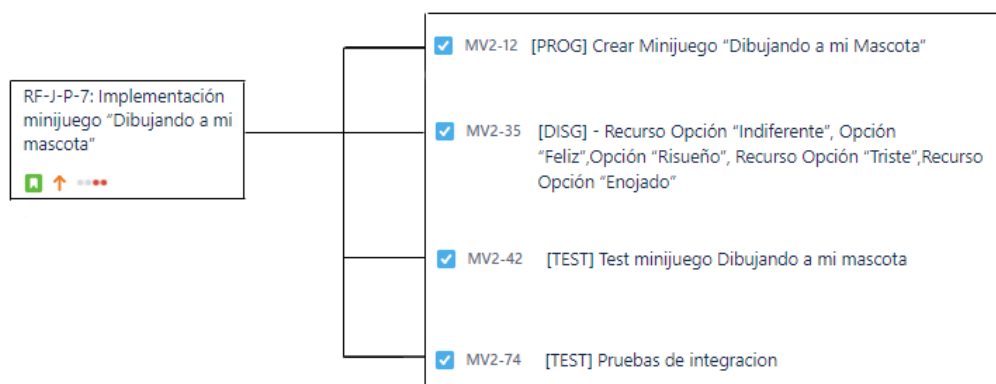 RF-J-P-7: Implementación
minijuego “Dibujando a mi
mascota”
MV2-12 [PROG] Crear Minijuego “Dibujando a mi Mascota”
MV2-35 [DISG] - Recurso Opción “Indiferente”, Opción
“Feliz”,Opción “Risueño”, Recurso Opción “Triste”,Recurso
Opción “Enojado”
MV2-42 [TEST] Test minijuego Dibujando a mi mascota
MV2-74 [TEST] Pruebas de integracion